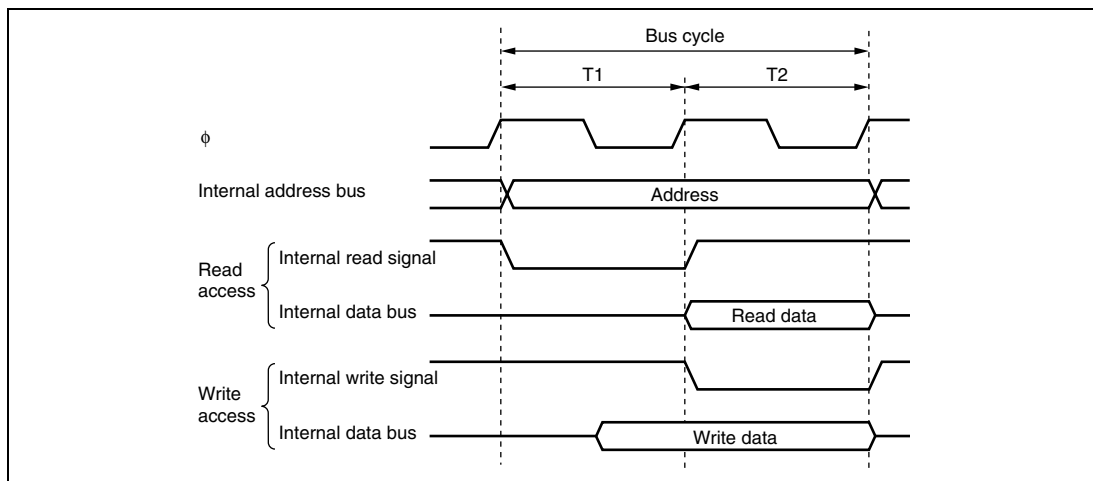 Bus cycle
T1 T2
ϕ
Internal address bus Address
Read
access
Internal read signal
Internal data bus Read data
Write
access
Internal write signal
Internal data bus Write data